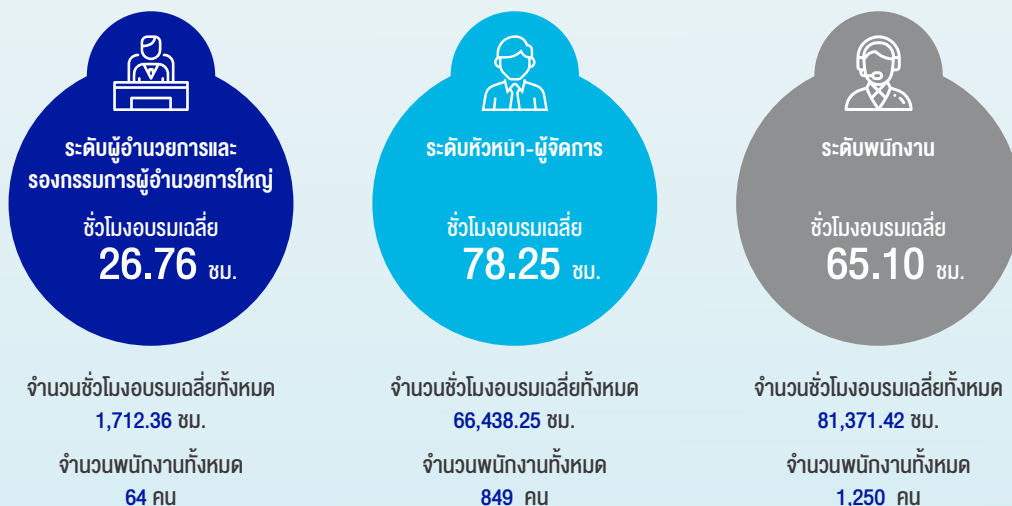 ระดับผู้อำนวยการและ
รองกรรมการผู้อำนวยการใหญ่
ชั่วโมงอบรมเฉลี่ย
26.76 ชม.
จำนวนชั่วโมงอบรมเฉลี่ยทั้งหมด
1,712.36 ชม.
จำนวนพนักงานทั้งหมด
64 คน
ระดับหัวหน้า-ผู้จัดการ
ชั่วโมงอบรมเฉลี่ย
78.25 ชม.
จำนวนชั่วโมงอบรมเฉลี่ยทั้งหมด
66,438.25 ชม.
จำนวนพนักงานทั้งหมด
849 คน
ระดับพนักงาน
ชั่วโมงอบรมเฉลี่ย
65.10 ชม.
จำนวนชั่วโมงอบรมเฉลี่ยทั้งหมด
81,371.42 ชม.
จำนวนพนักงานทั้งหมด
1,250 คน